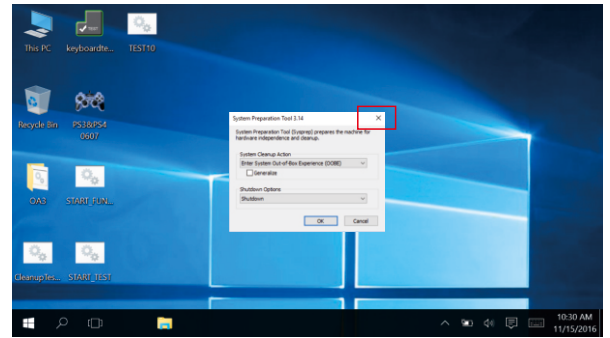 This PC
keyboardte...
TEST10
Recycle Bin
PS3&PS4
0607
OA3
START_FUN...
CleanupTes...
START_TEST
System Preparation Tool 3.14
System Preparation Tool (Sysprep) prepares the machine for
hardware independence and cleanup.
System Cleanup Action
Enter System Out-of-Box Experience (OOBE)
Generalize
Shutdown Options
Shutdown
OK
Cancel
10:30 AM
11/15/2016